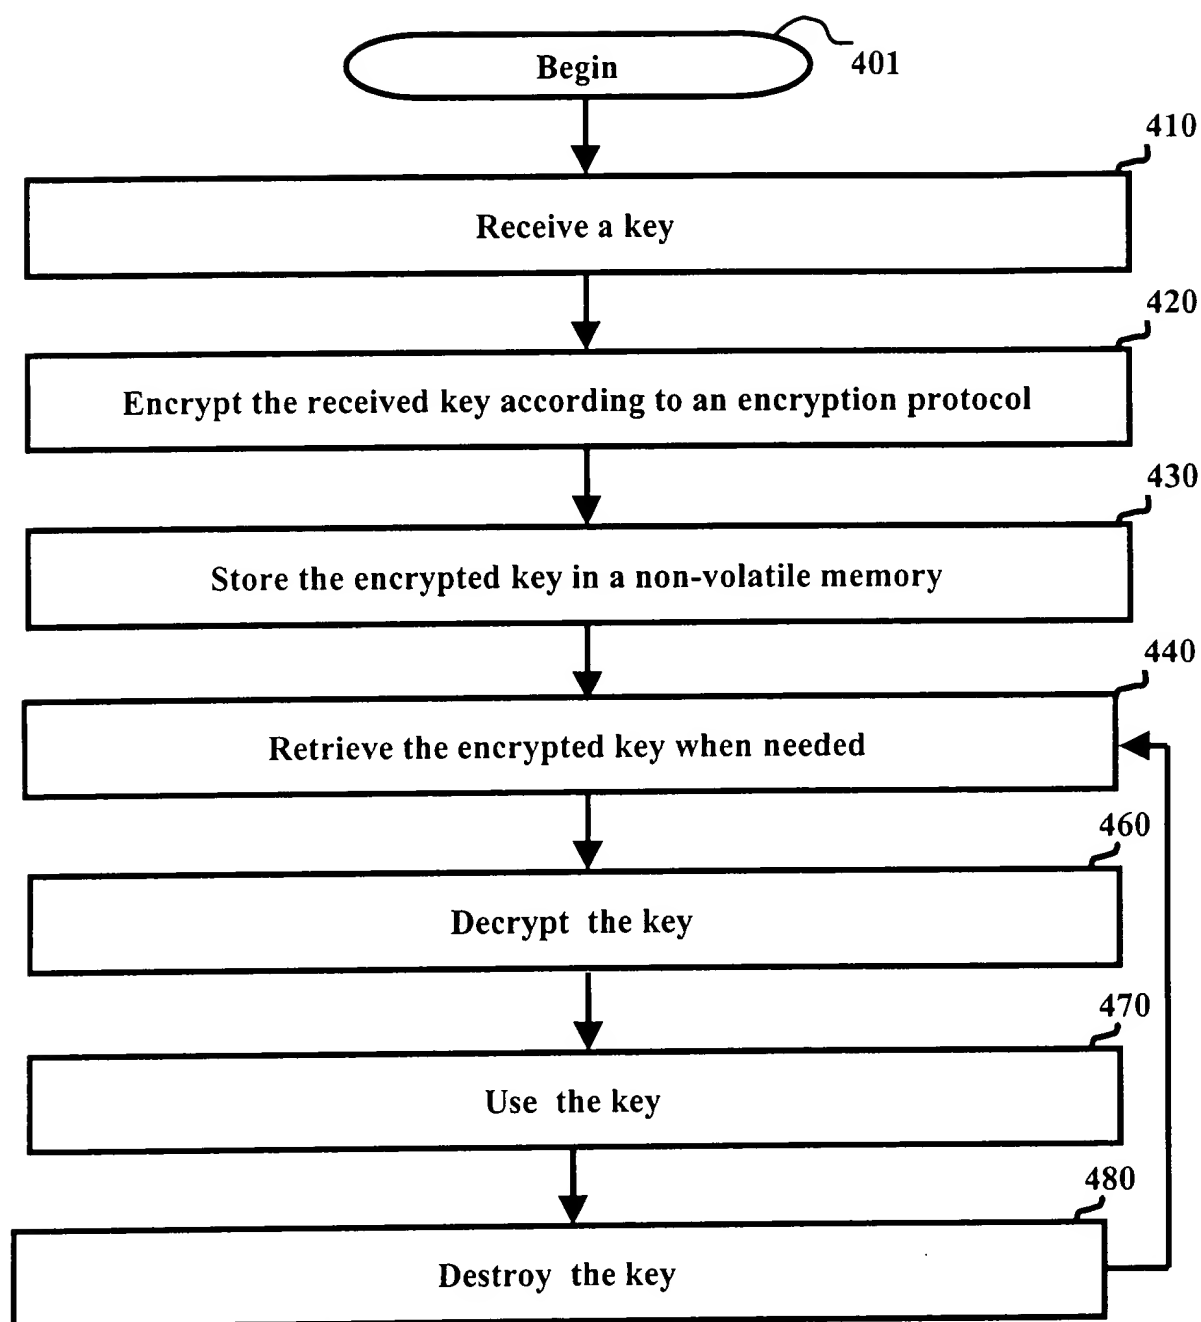 Begin
401
410
Receive a key
420
Encrypt the received key according to an encryption protocol
430
Store the encrypted key in a non-volatile memory
440
Retrieve the encrypted key when needed
460
Decrypt the key
470
Use the key
480
Destroy the key